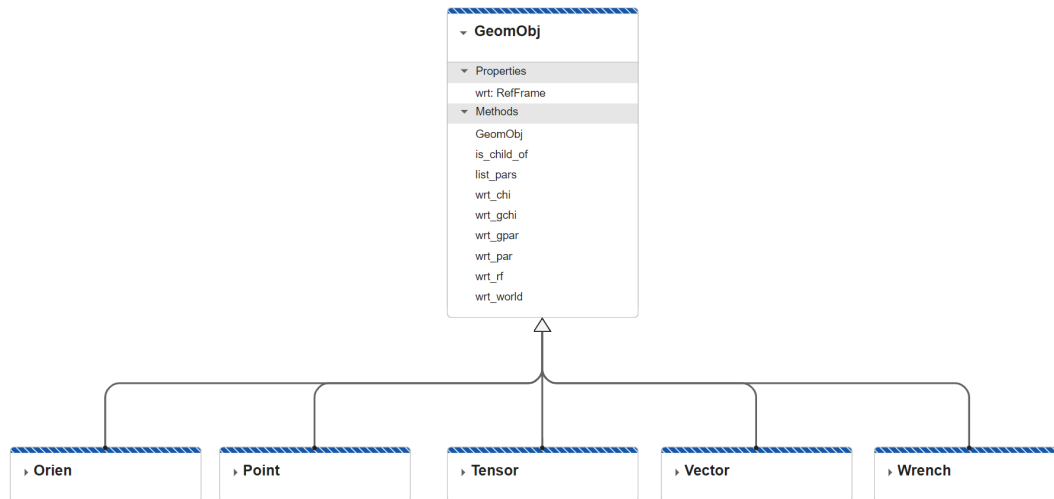 GeomObj
Properties
wrt: RefFrame
Methods
GeomObj
is_child_of
list_pars
wrt_chi
wrt_gchi
wrt_gpar
wrt_par
wrt_rf
wrt_world
Orien
Point
Tensor
Vector
Wrench